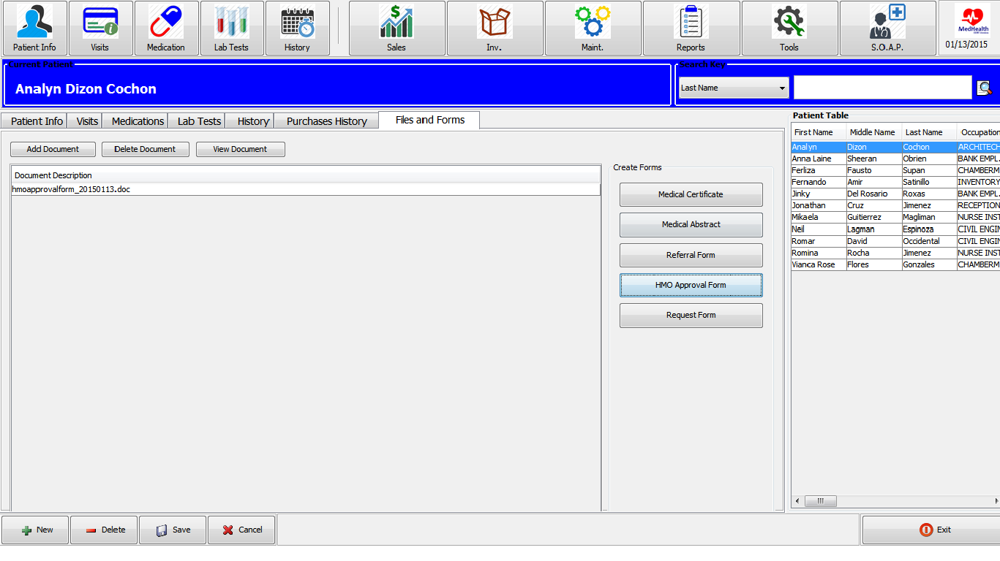 Patient Info
Visits
Medication
Lab Tests
History
Sales
Inv.
Maint.
Reports
Tools
S.O.A.P.
MedHealth
01/13/2015
Current Patient
Analyn Dizon Cochon
Search Key
Last Name
Patient Info Visits Medications Lab Tests History Purchases History Files and Forms
Add Document Delete Document View Document
Document Description
hmoapprovalform_20150113.doc
Create Forms
Medical Certificate
Medical Abstract
Referral Form
HMO Approval Form
Request Form
Patient Table
First Name Middle Name Last Name Occupation
Analyn Dizon Cochon ARCHITECH
Anna Laine Sheeran Obrien BANK EMPL.
Ferliza Fausto Supan CHAMBERM
Fernando Amir Satinillo INVENTORY
Jinky Del Rosario Roxas BANK EMPL.
Jonathan Cruz Jimenez RECEPTION
Mikaela Guitierrez Magliman NURSE INST
Neil Lagman Espinoza CIVIL ENGIN
Romar David Occidental CIVIL ENGIN
Romina Rocha Jimenez NURSE INST
Vianca Rose Flores Gonzales CHAMBERM
New Delete Save Cancel Exit